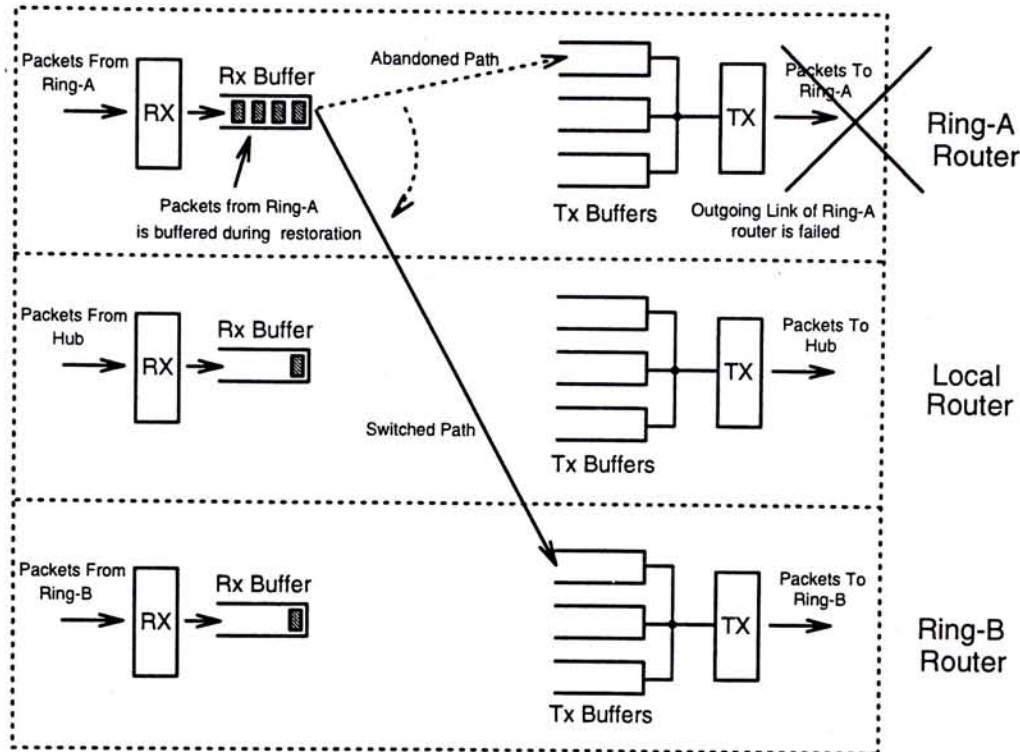 Packets From
Ring-A
RX
Rx Buffer
Abandoned Path
Packets from Ring-A
is buffered during restoration
Tx Buffers
TX
Packets To
Ring-A
Outgoing Link of Ring-A
router is failed
Ring-A
Router
Packets From
Hub
RX
Rx Buffer
Switched Path
Tx Buffers
TX
Packets To
Hub
Local
Router
Packets From
Ring-B
RX
Rx Buffer
Tx Buffers
TX
Packets To
Ring-B
Ring-B
Router